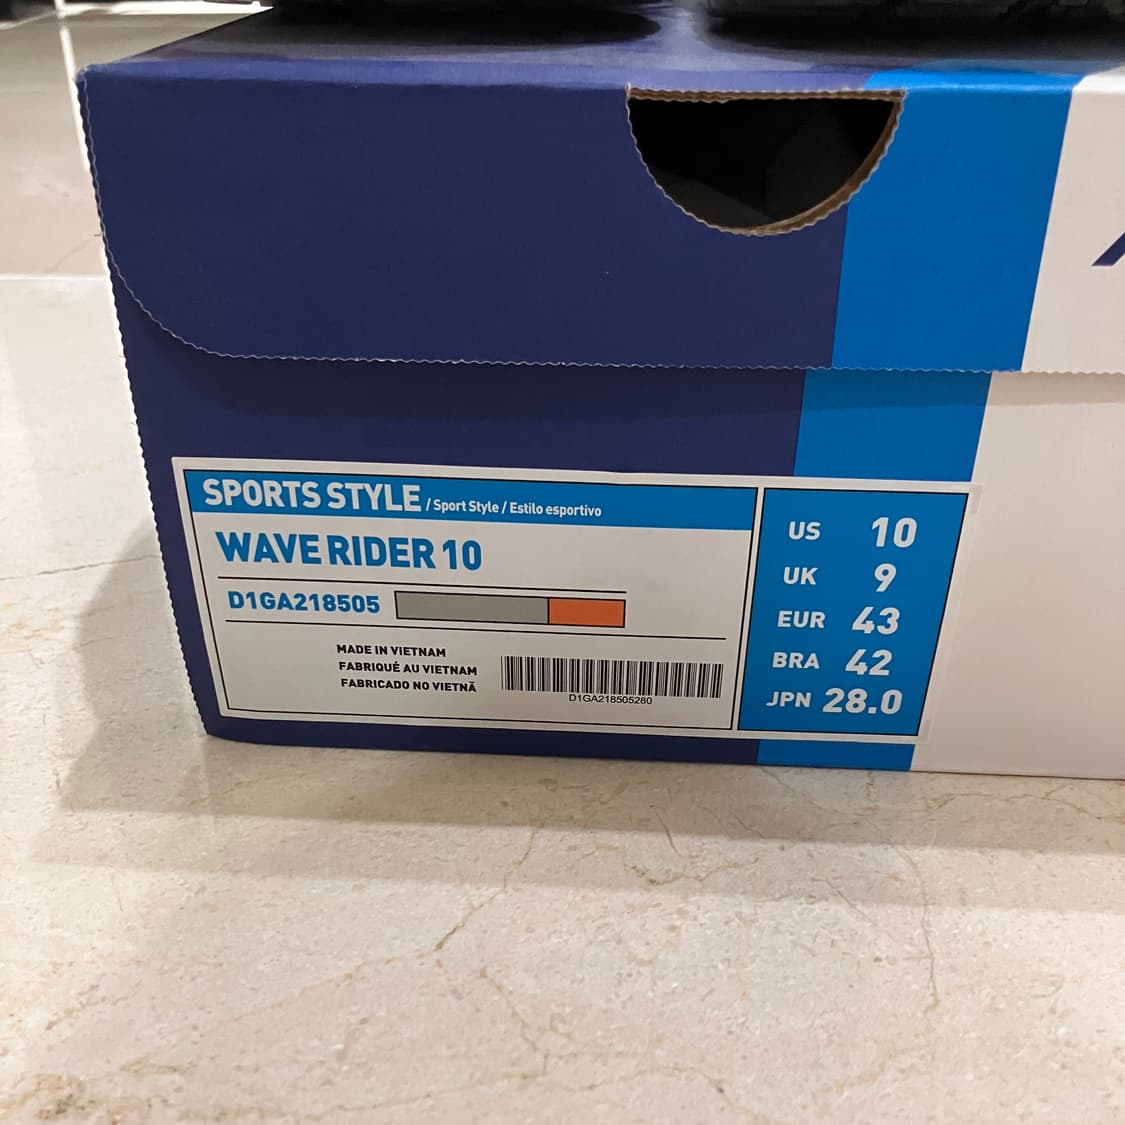 SPORTS STYLE / Sport Style / Estilo esportivo
WAVE RIDER 10
D1GA218505
MADE IN VIETNAM
FABRIQUÉ AU VIETNAM
FABRICADO NO VIETNÃ
D1GA218505280
US 10
UK 9
EUR 43
BRA 42
JPN 28.0